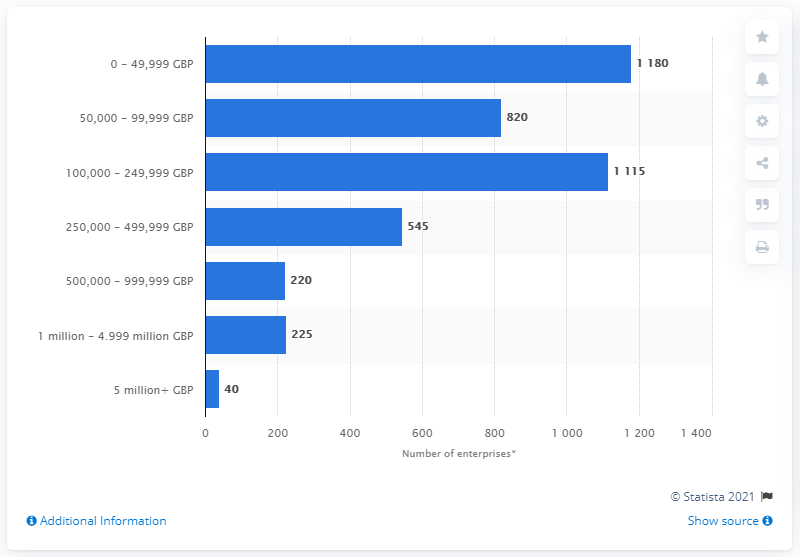 0 – 49,999 GBP 1 180
50,000 – 99,999 GBP 820
100,000 – 249,999 GBP 1 115
250,000 – 499,999 GBP 545
500,000 – 999,999 GBP 220
1 million – 4.999 million GBP 225
5 million+ GBP 40
0 200 400 600 800 1 000 1 200 1 400
Number of enterprises*
© Statista 2021
Additional Information Show source